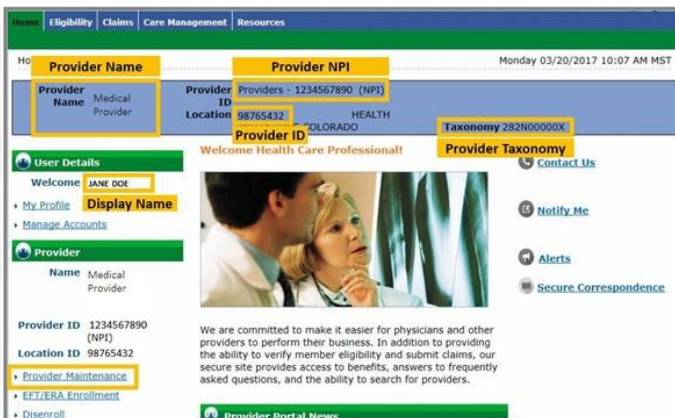 Home Eligibility Claims Care Management Resources
Monday 03/20/2017 10:07 AM MST
Provider Name
Provider NPI
Provider Name Medical Provider
Provider ID Providers - 1234567890 (NPI)
Location 98765432 HEALTH
COLORADO
Provider ID
Taxonomy 282N00000X
Provider Taxonomy
User Details
Welcome JANE DOE
Display Name
My Profile
Manage Accounts
Provider
Name Medical
Provider
Provider ID 1234567890
(NPI)
Location ID 98765432
Provider Maintenance
EFT/ERA Enrollment
Disenroll
Welcome Health Care Professional!
We are committed to make it easier for physicians and other
providers to perform their business. In addition to providing
the ability to verify member eligibility and submit claims, our
secure site provides access to benefits, answers to frequently
asked questions, and the ability to search for providers.
Provider Portal News
Contact Us
Notify Me
Alerts
Secure Correspondence